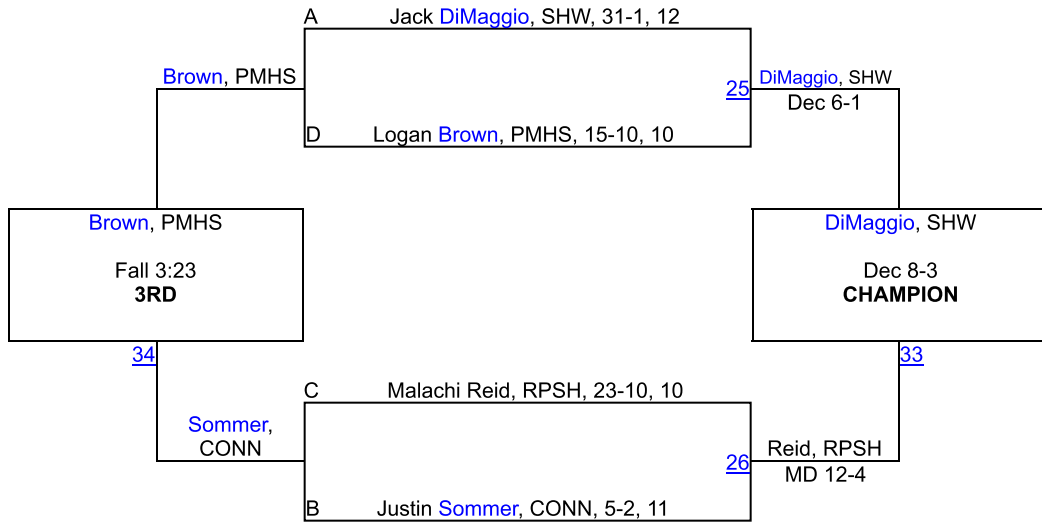 A
Jack DiMaggio, SHW, 31-1, 12
Brown, PMHS
25
DiMaggio, SHW
Dec 6-1
D
Logan Brown, PMHS, 15-10, 10
Brown, PMHS
Fall 3:23
3RD
DiMaggio, SHW
Dec 8-3
CHAMPION
34
33
C
Malachi Reid, RPSH, 23-10, 10
Sommer,
CONN
26
Reid, RPSH
MD 12-4
B
Justin Sommer, CONN, 5-2, 11